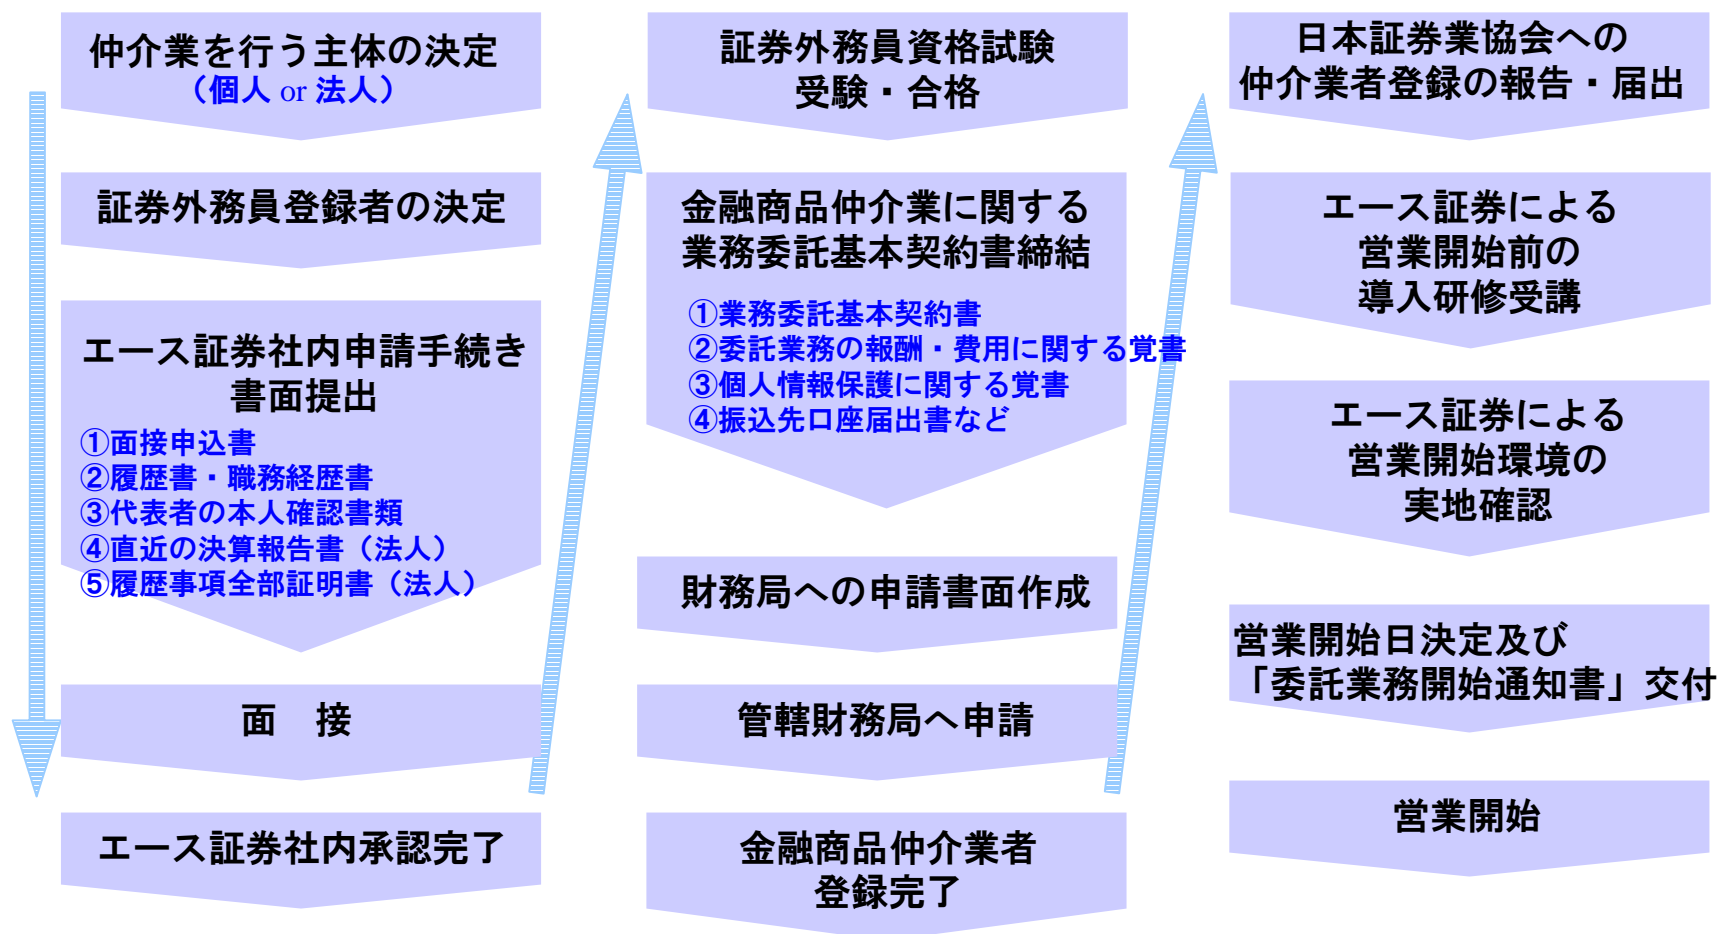 仲介業を行う主体の決定
（個人 or 法人）
証券外務員登録者の決定
エース証券社内申請手続き
書面提出
①面接申込書
②履歴書・職務経歴書
③代表者の本人確認書類
④直近の決算報告書（法人）
⑤履歴事項全部証明書（法人）
面　接
エース証券社内承認完了
証券外務員資格試験
受験・合格
金融商品仲介業に関する
業務委託基本契約書締結
①業務委託基本契約書
②委託業務の報酬・費用に関する覚書
③個人情報保護に関する覚書
④振込先口座届出書など
財務局への申請書面作成
管轄財務局へ申請
金融商品仲介業者
登録完了
日本証券業協会への
仲介業者登録の報告・届出
エース証券による
営業開始前の
導入研修受講
エース証券による
営業開始環境の
実地確認
営業開始日決定及び
「委託業務開始通知書」交付
営業開始